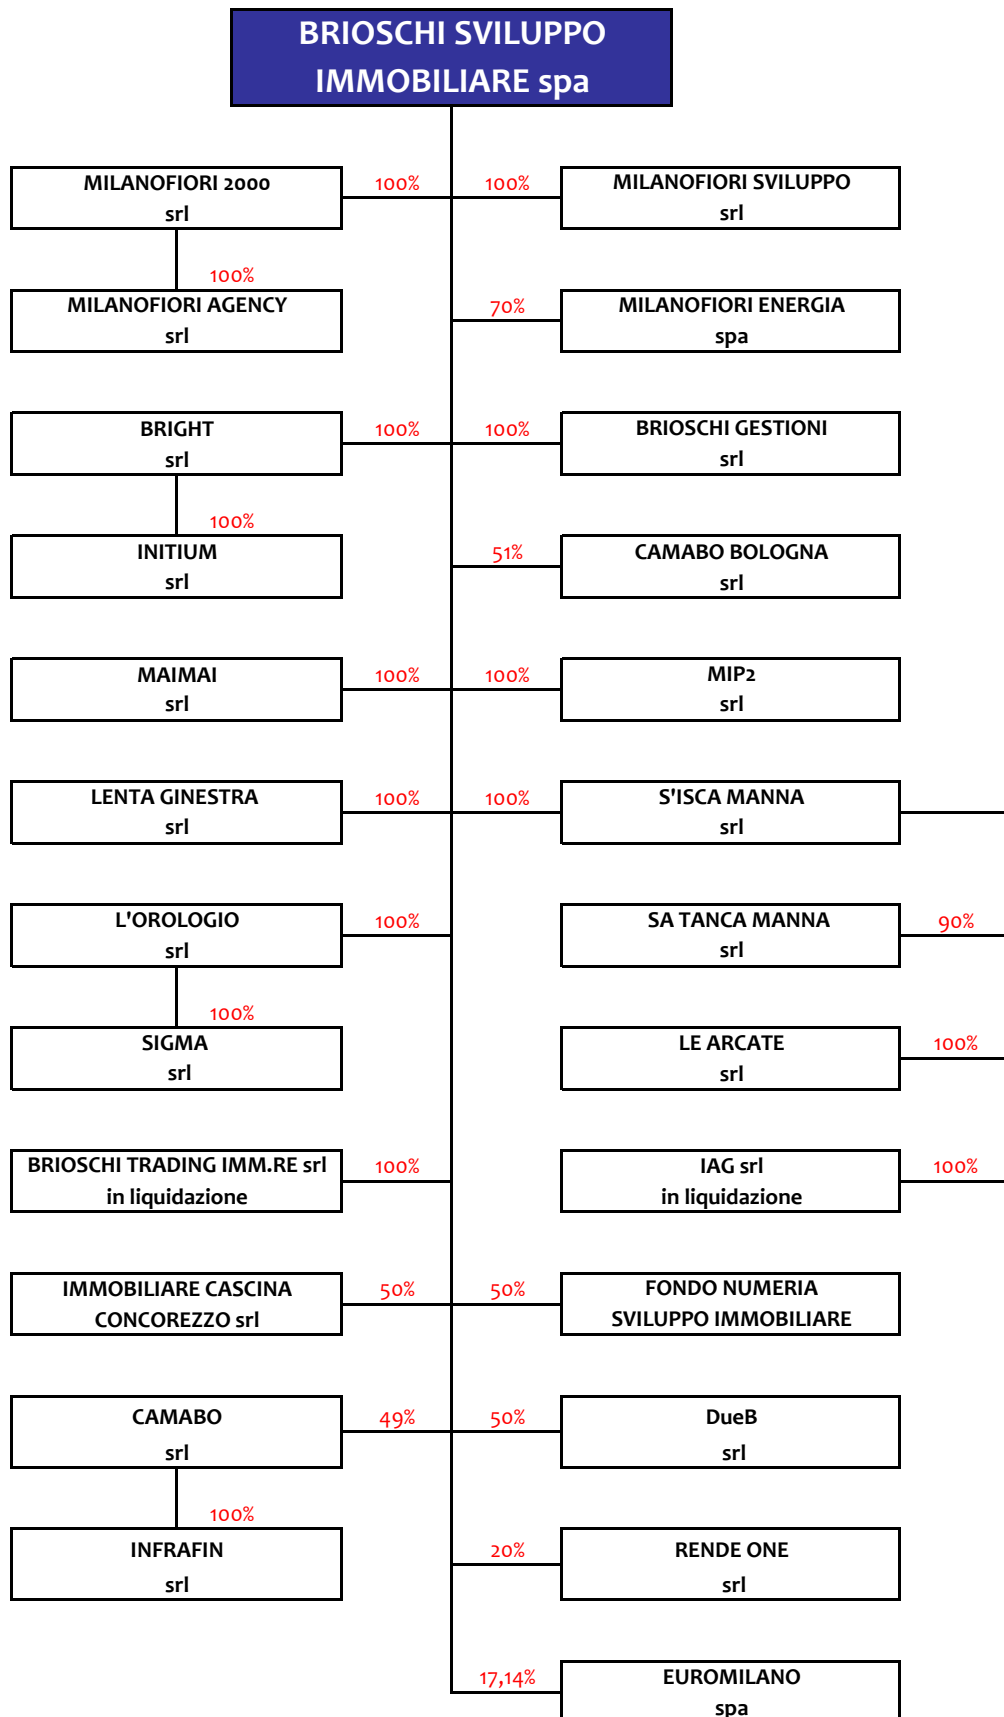 BRIOSCHI SVILUPPO
IMMOBILIARE spa
MILANOFIORI 2000
srl
100%
100%
MILANOFIORI SVILUPPO
srl
100%
MILANOFIORI AGENCY
srl
70%
MILANOFIORI ENERGIA
spa
BRIGHT
srl
100%
100%
BRIOSCHI GESTIONI
srl
100%
INITIUM
srl
51%
CAMABO BOLOGNA
srl
MAIMAI
srl
100%
100%
MIP2
srl
LENTA GINESTRA
srl
100%
100%
S'ISCA MANNA
srl
L'OROLOGIO
srl
100%
SA TANCA MANNA
srl
90%
100%
SIGMA
srl
LE ARCATE
srl
100%
BRIOSCHI TRADING IMM.RE srl
in liquidazione
100%
IAG srl
in liquidazione
100%
IMMOBILIARE CASCINA
CONCOREZZO srl
50%
50%
FONDO NUMERIA
SVILUPPO IMMOBILIARE
CAMABO
srl
49%
50%
DueB
srl
100%
INFRAFIN
srl
20%
RENDE ONE
srl
17,14%
EUROMILANO
spa